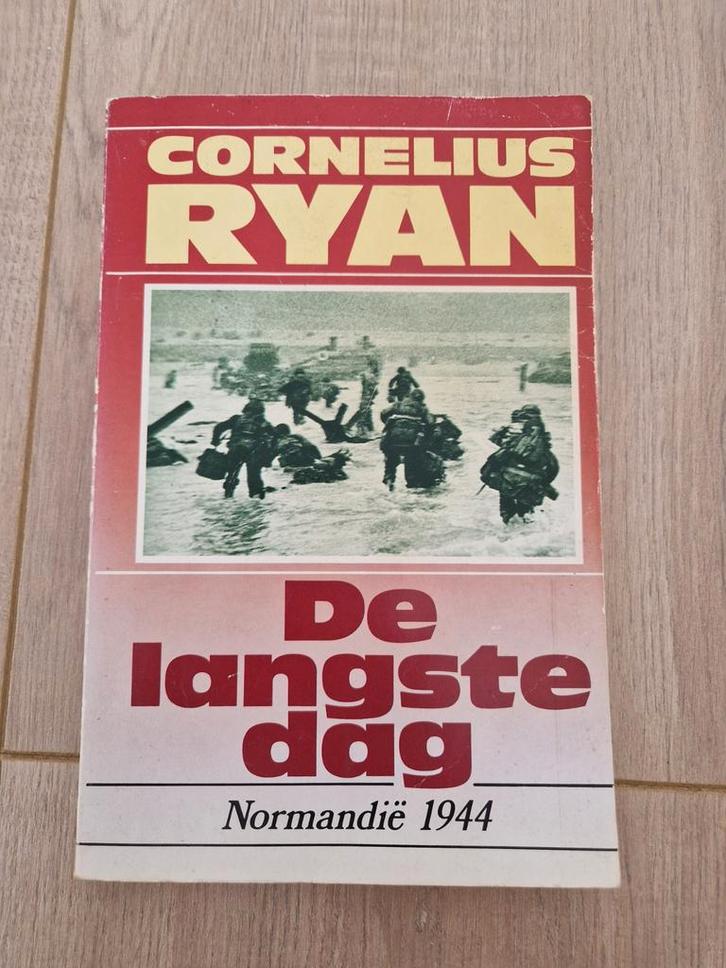 CORNELIUS
RYAN
De
langste
dag
Normandië 1944